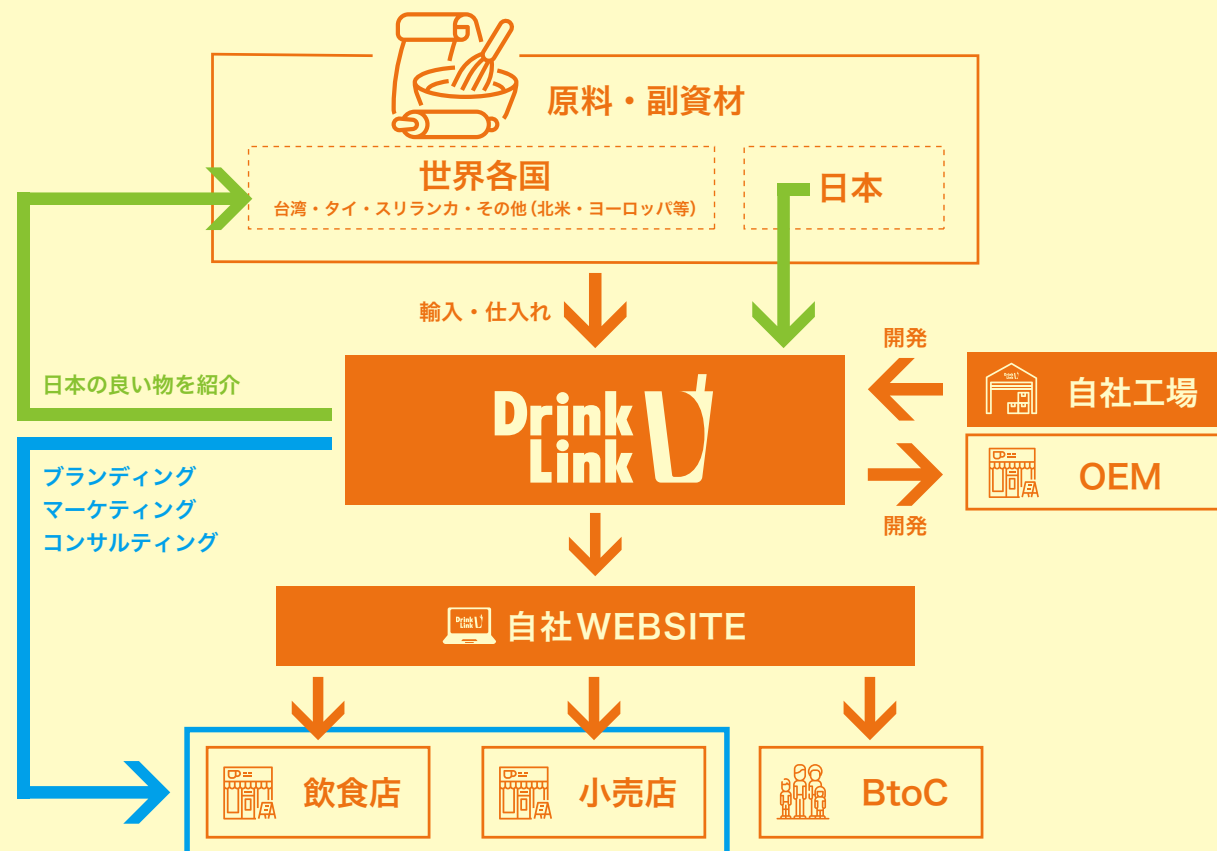 原料・副資材
世界各国
台湾・タイ・スリランカ・その他(北米・ヨーロッパ等)
日本
輸入・仕入れ
開発
自社工場
日本の良い物を紹介
Drink
Link
OEM
開発
ブランディング
マーケティング
コンサルティング
Drink
Link
自社WEBSITE
飲食店
小売店
BtoC